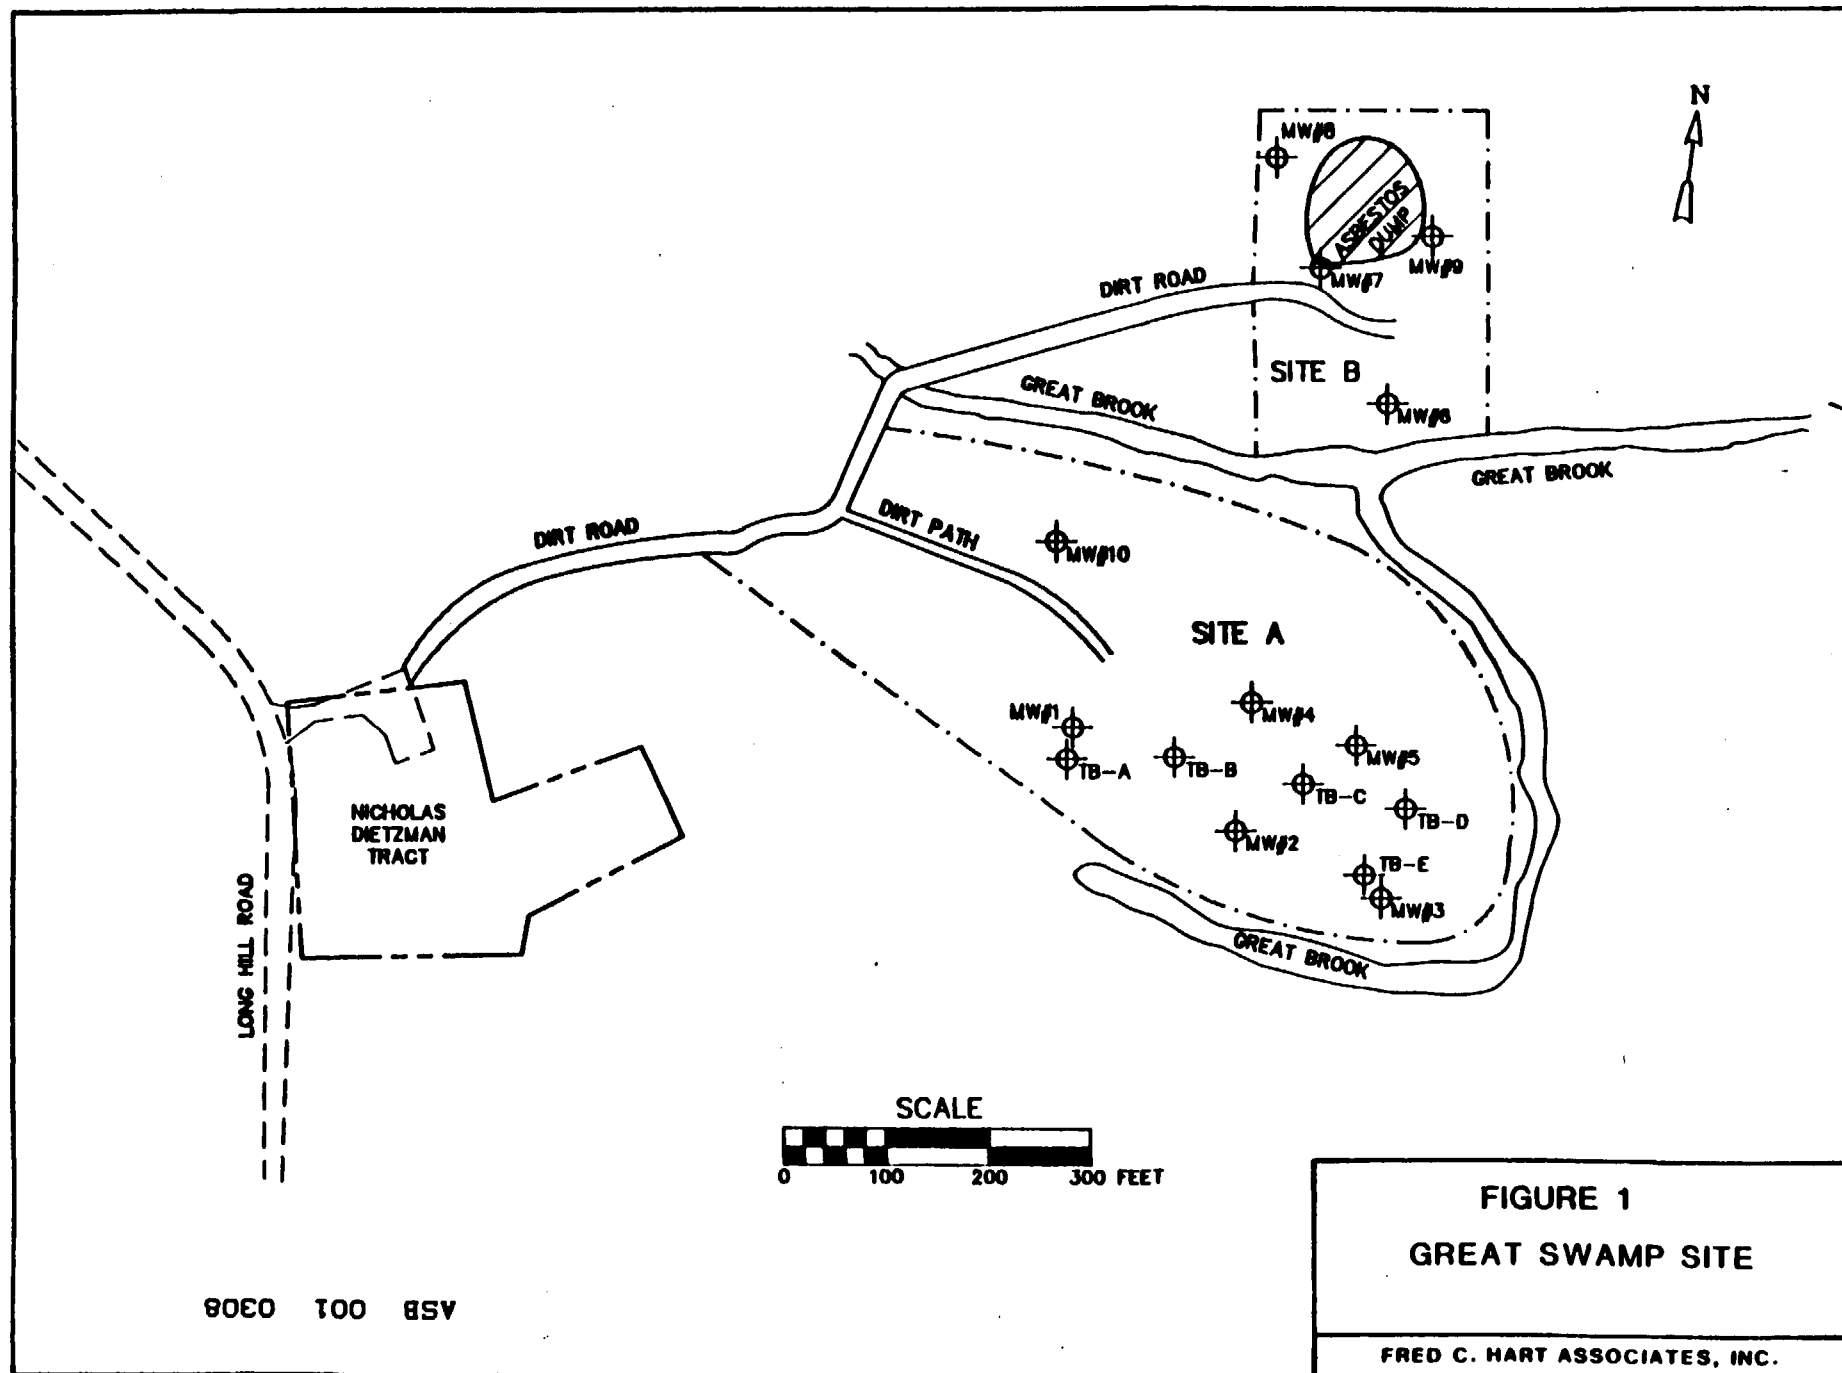 N
MW#8
ASBESTOS
DUMP
MW#9
MW#7
DIRT ROAD
SITE B
GREAT BROOK
MW#6
GREAT BROOK
DIRT PATH
DIRT ROAD
MW#10
SITE A
MW#1
MW#4
MW#5
TB-A
TB-B
TB-C
TB-D
MW#2
TB-E
MW#3
NICHOLAS
DIETZMAN
TRACT
LONG HILL ROAD
GREAT BROOK
SCALE
0 100 200 300 FEET
FIGURE 1
GREAT SWAMP SITE
ASB 001 0308
FRED C. HART ASSOCIATES, INC.